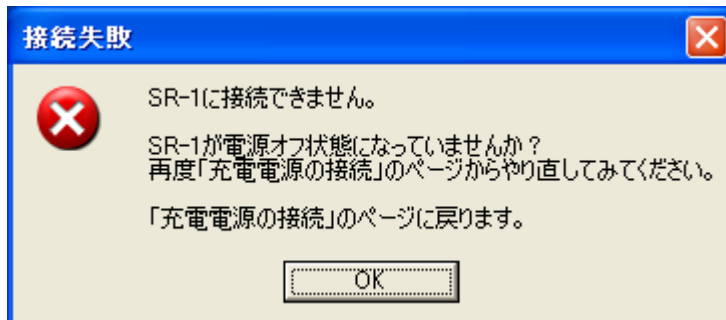 接続失敗
SR-1に接続できません。
SR-1が電源オフ状態になっていませんか？
再度「充電電源の接続」のページからやり直してみてください。
「充電電源の接続」のページに戻ります。
OK